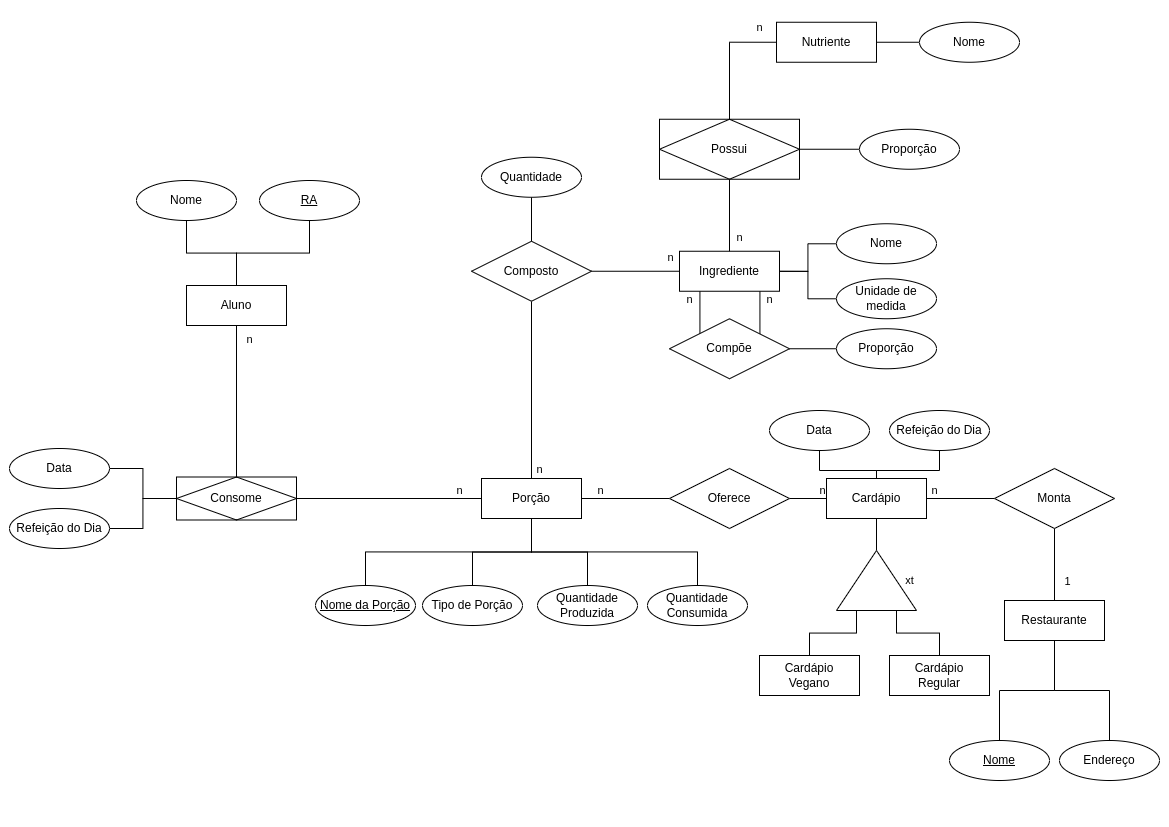 n
Nutriente
Nome
Possui
Proporção
Quantidade
Nome
RA
n
Nome
n
Composto
Ingrediente
Unidade de
medida
Aluno
n
n
n
Compõe
Proporção
Data
Refeição do Dia
Data
n
n
n
n
n
Consome
Porção
Oferece
Cardápio
Monta
Refeição do Dia
xt
1
Nome da Porção
Tipo de Porção
Quantidade
Produzida
Quantidade
Consumida
Restaurante
Cardápio
Vegano
Cardápio
Regular
Nome
Endereço